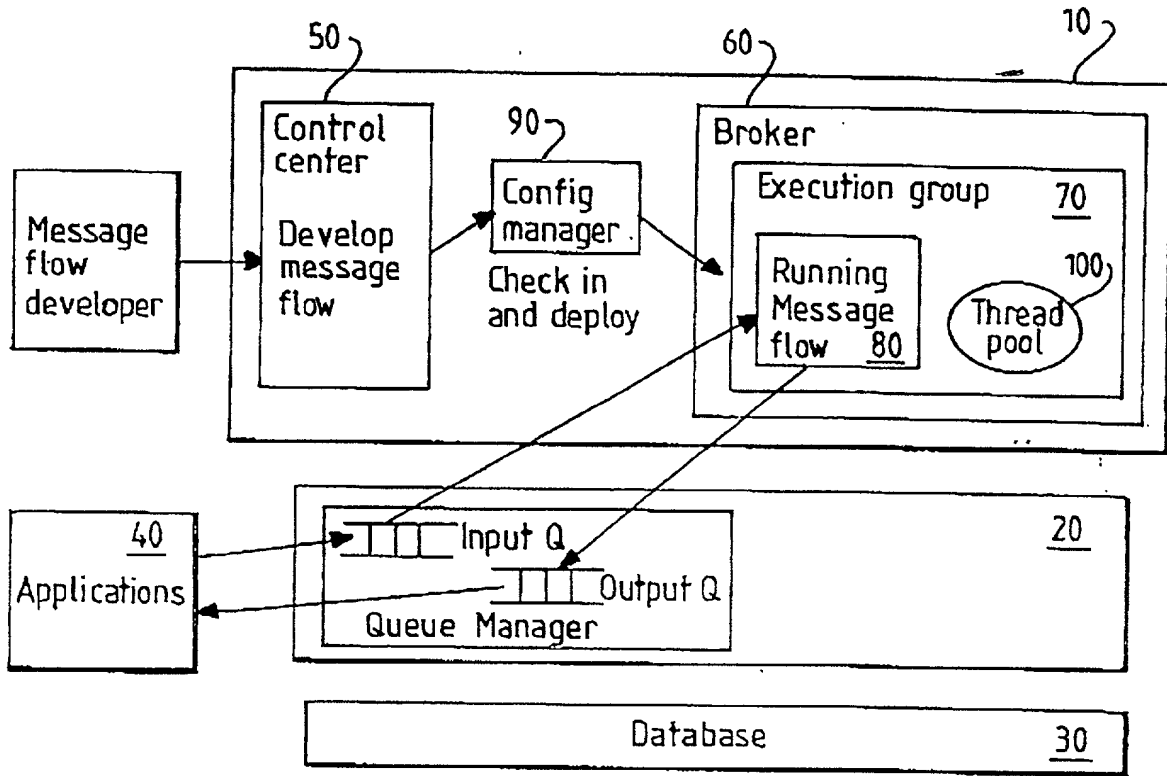 50
60
10
Control
center
Develop
message
flow
90
Config
manager
Check in
and deploy
Broker
Execution group
70
Running
Message
flow 80
100
Thread
pool
Message
flow
developer
40
Applications
Input Q
Output Q
Queue Manager
20
Database
30